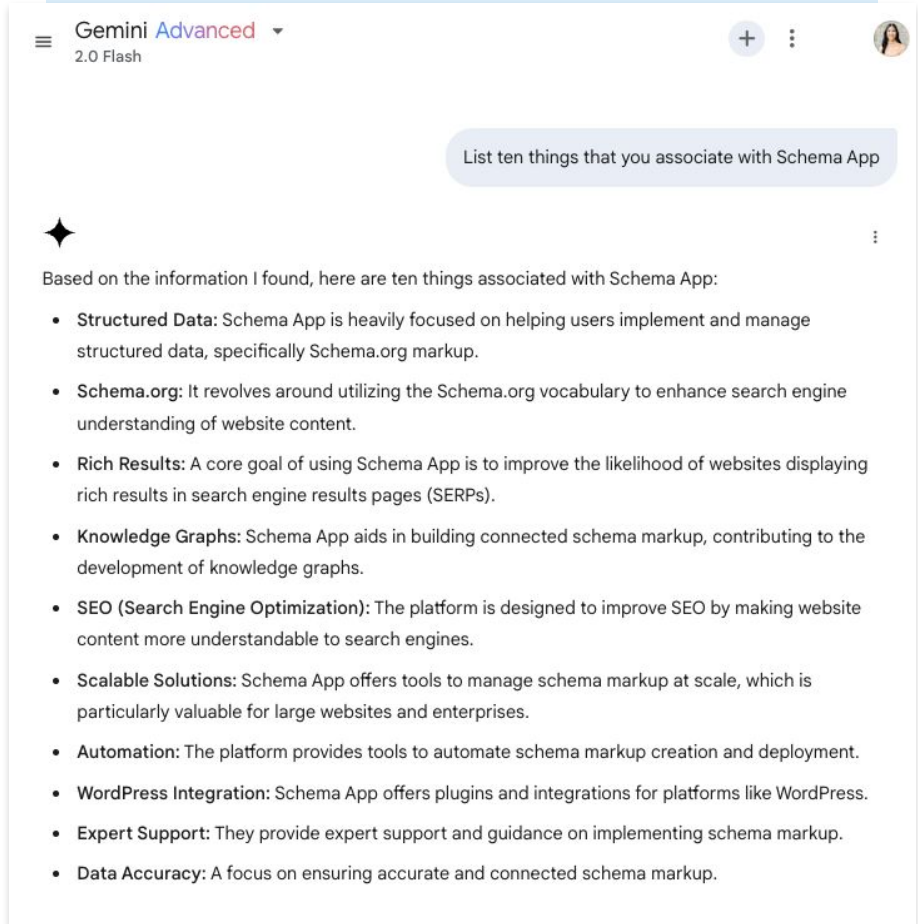 Gemini Advanced
2.0 Flash
List ten things that you associate with Schema App
Based on the information I found, here are ten things associated with Schema App:
• Structured Data: Schema App is heavily focused on helping users implement and manage
structured data, specifically Schema.org markup.
• Schema.org: It revolves around utilizing the Schema.org vocabulary to enhance search engine
understanding of website content.
• Rich Results: A core goal of using Schema App is to improve the likelihood of websites displaying
rich results in search engine results pages (SERPs).
• Knowledge Graphs: Schema App aids in building connected schema markup, contributing to the
development of knowledge graphs.
• SEO (Search Engine Optimization): The platform is designed to improve SEO by making website
content more understandable to search engines.
• Scalable Solutions: Schema App offers tools to manage schema markup at scale, which is
particularly valuable for large websites and enterprises.
• Automation: The platform provides tools to automate schema markup creation and deployment.
• WordPress Integration: Schema App offers plugins and integrations for platforms like WordPress.
• Expert Support: They provide expert support and guidance on implementing schema markup.
• Data Accuracy: A focus on ensuring accurate and connected schema markup.